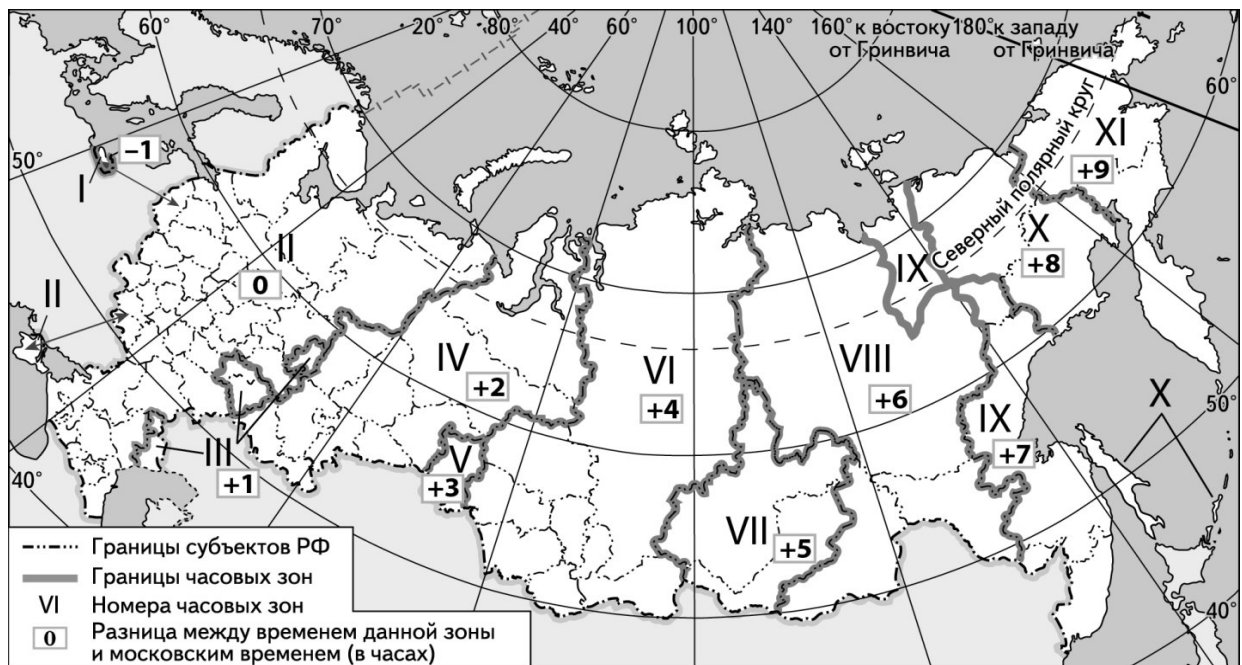 60°
70°
20°
40°
60°
80°
100°
120°
140°
160° к востоку
от Гринвича
180° к западу
от Гринвича
60°
50°
–1
I
Северный полярный круг
XI
+9
II
0
X
+8
IX
II
IV
+2
VI
+4
VIII
+6
X
50°
IX
+7
40°
III
+1
V
+3
VII
+5
40°
Границы субъектов РФ
Границы часовых зон
VI Номера часовых зон
0 Разница между временем данной зоны
и московским временем (в часах)